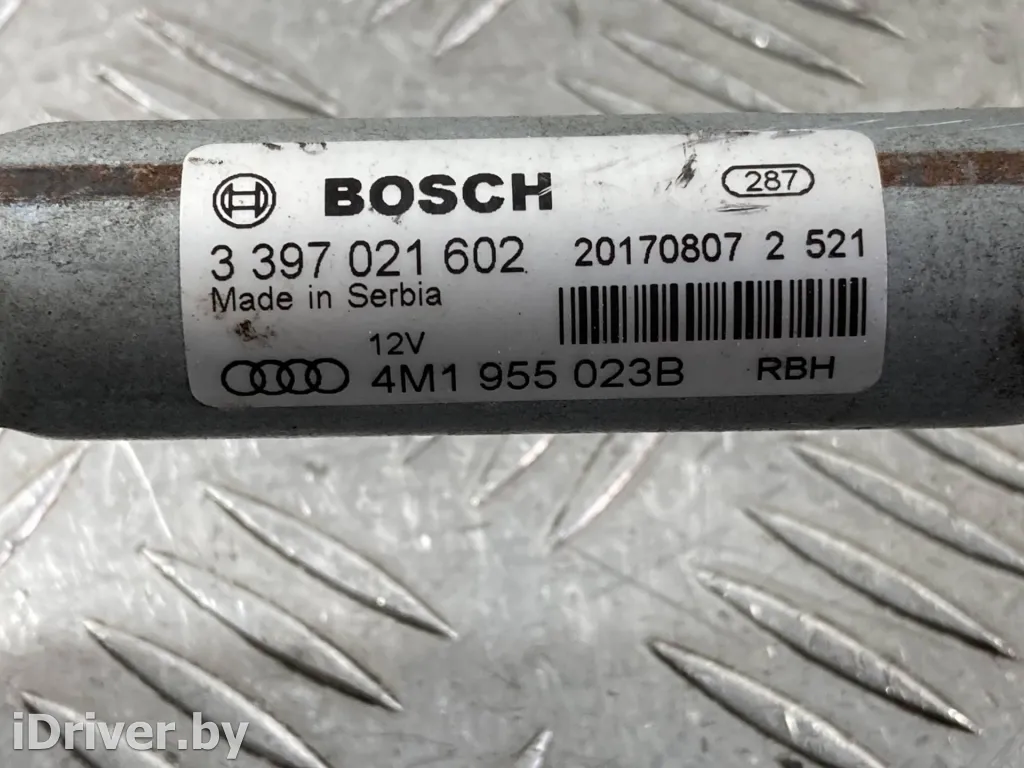 BOSCH 287
3 397 021 602 20170807 2 521
Made in Serbia
12V
4M1 955 023B RBH
iDriver.by